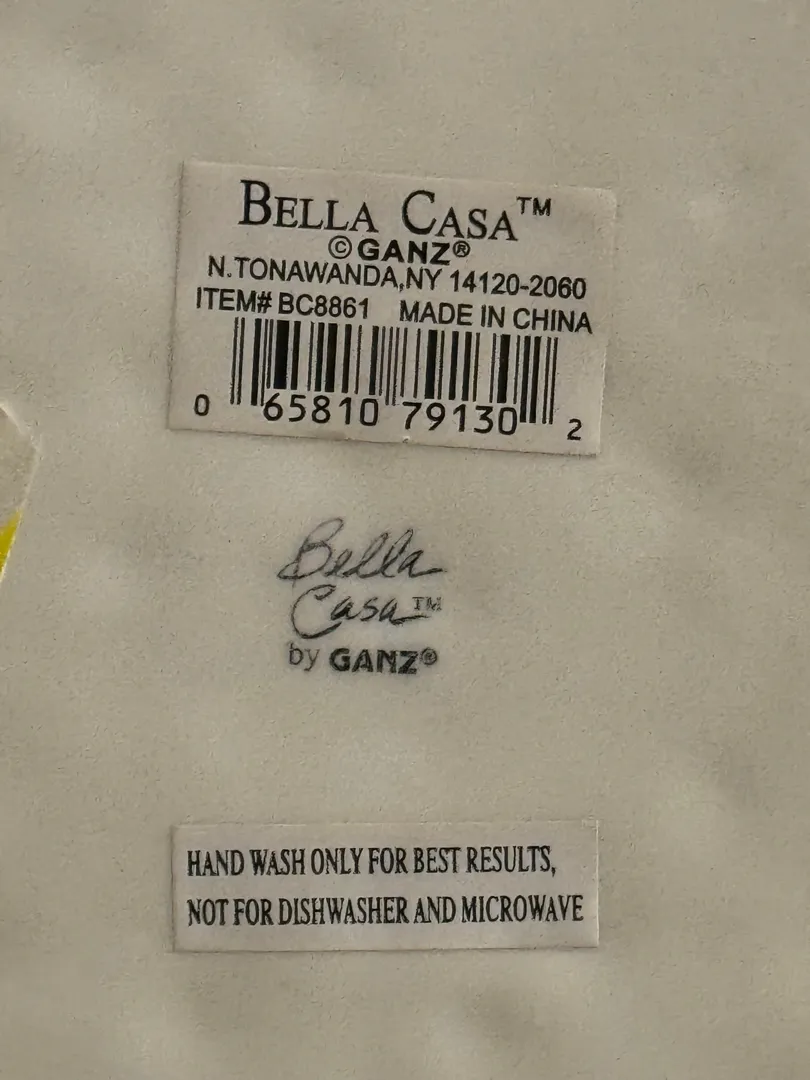 BELLA CASA™
©GANZ®
N.TONAWANDA,NY 14120-2060
ITEM# BC8861 MADE IN CHINA
0 65810 79130 2
Bella
Casa™
by GANZ®
HAND WASH ONLY FOR BEST RESULTS,
NOT FOR DISHWASHER AND MICROWAVE